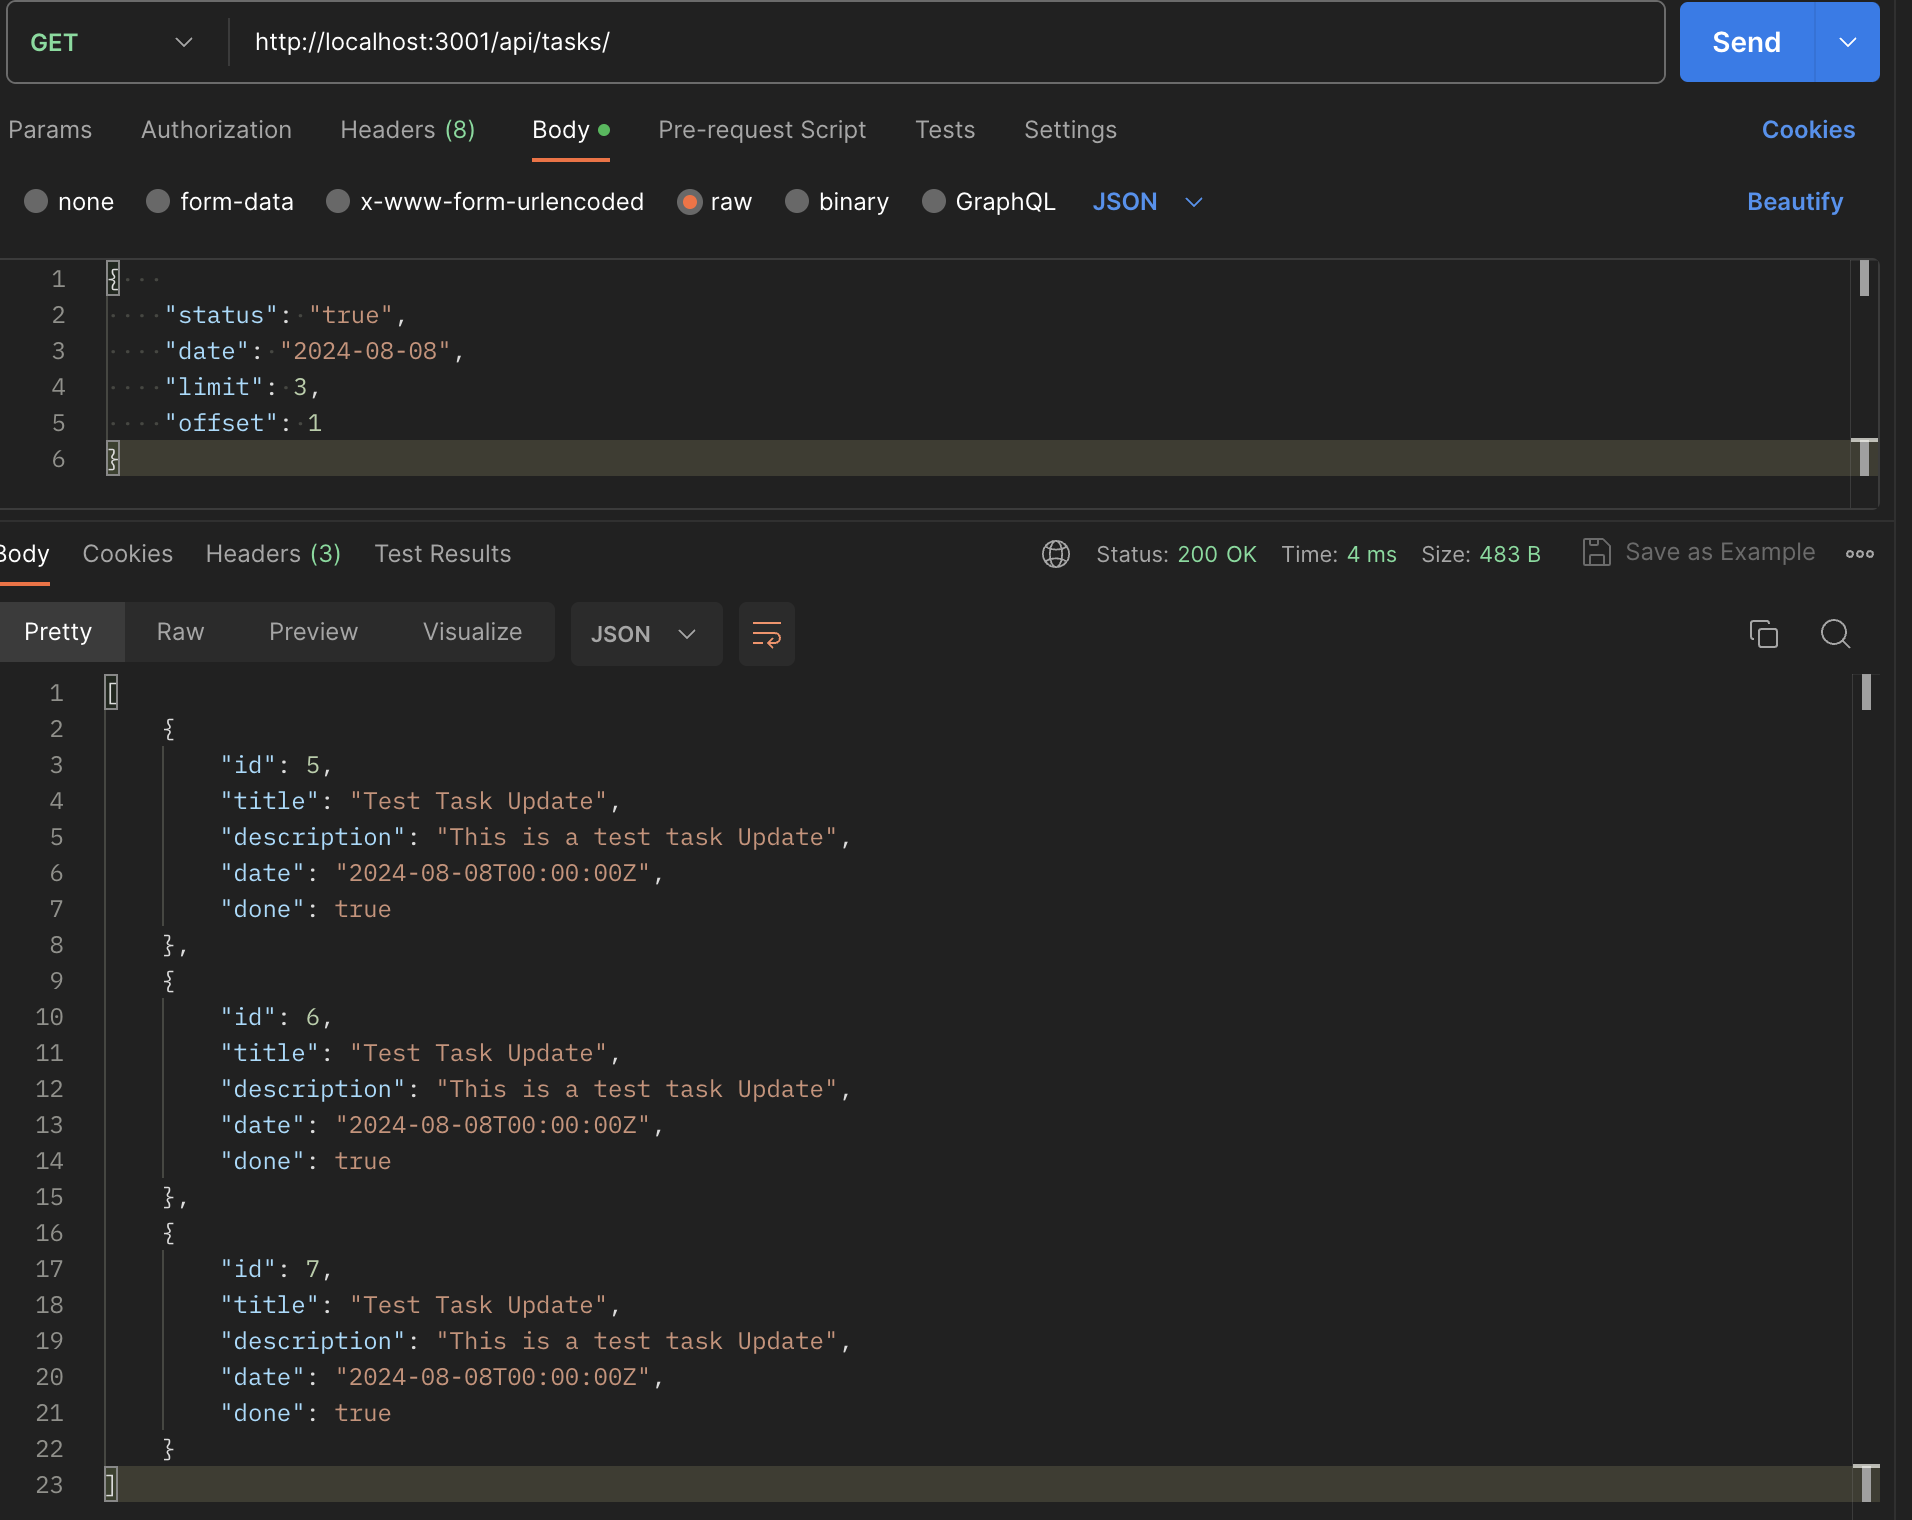 GET http://localhost:3001/api/tasks/ Send
Params Authorization Headers (8) Body Pre-request Script Tests Settings Cookies
none form-data x-www-form-urlencoded raw binary GraphQL JSON Beautify
1 {
2 "status": "true",
3 "date": "2024-08-08",
4 "limit": 3,
5 "offset": 1
6 }
Body Cookies Headers (3) Test Results Status: 200 OK Time: 4 ms Size: 483 B Save as Example
Pretty Raw Preview Visualize JSON
1 [
2 {
3 "id": 5,
4 "title": "Test Task Update",
5 "description": "This is a test task Update",
6 "date": "2024-08-08T00:00:00Z",
7 "done": true
8 },
9 {
10 "id": 6,
11 "title": "Test Task Update",
12 "description": "This is a test task Update",
13 "date": "2024-08-08T00:00:00Z",
14 "done": true
15 },
16 {
17 "id": 7,
18 "title": "Test Task Update",
19 "description": "This is a test task Update",
20 "date": "2024-08-08T00:00:00Z",
21 "done": true
22 }
23 ]